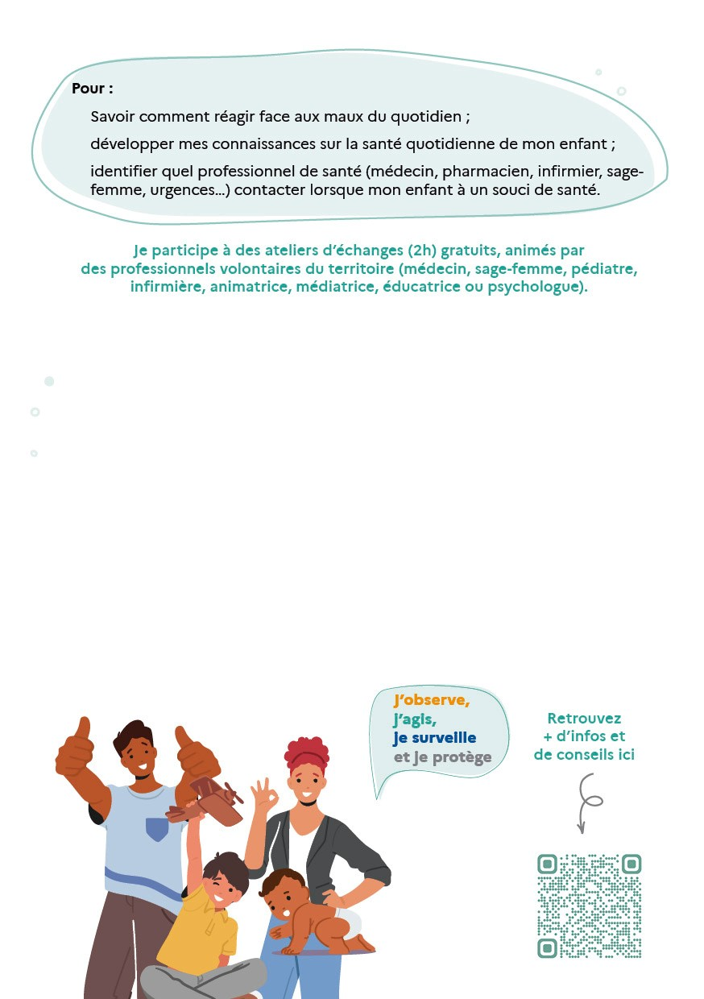 Pour :
Savoir comment réagir face aux maux du quotidien ;
développer mes connaissances sur la santé quotidienne de mon enfant ;
identifier quel professionnel de santé (médecin, pharmacien, infirmier, sage-
femme, urgences…) contacter lorsque mon enfant à un souci de santé.
Je participe à des ateliers d’échanges (2h) gratuits, animés par
des professionnels volontaires du territoire (médecin, sage-femme, pédiatre,
infirmière, animatrice, médiatrice, éducatrice ou psychologue).
J’observe,
j’agis,
je surveille
et je protège
Retrouvez
+ d’infos et
de conseils ici